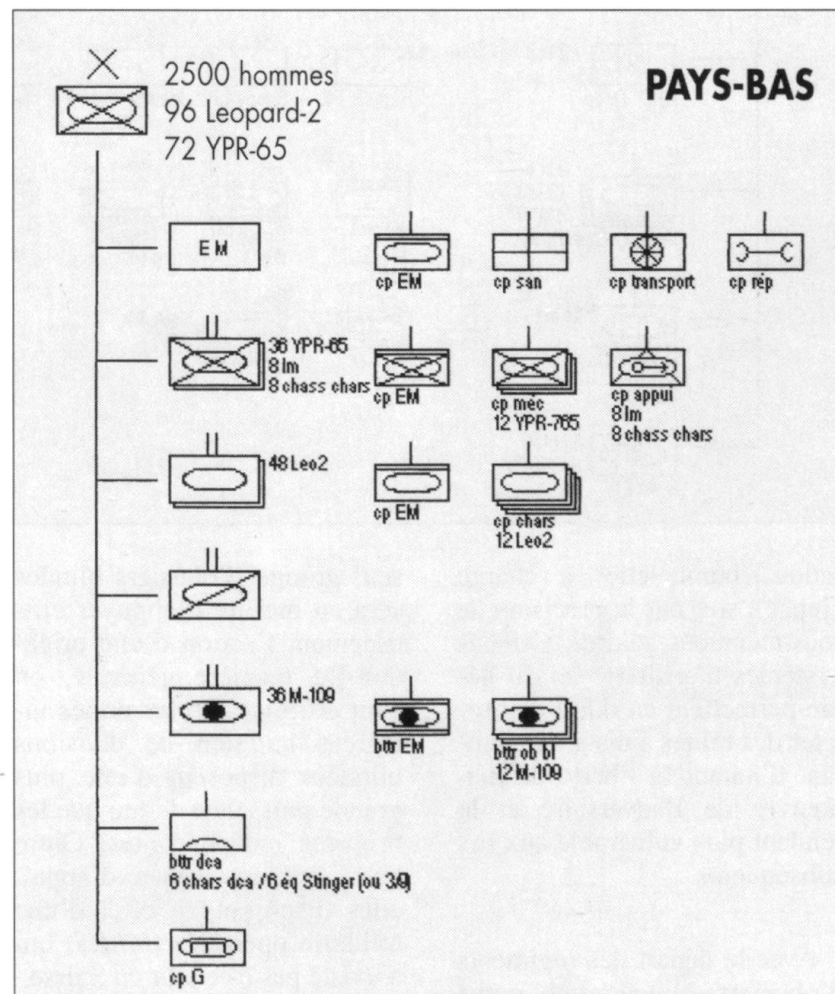 2500 hommes
96 Leopard-2
72 YPR-65
PAYS-BAS
EM
cp EM
cp san
cp transport
cp rép
36 YPR-65
8 lm
8 chass chars
cp EM
cp méc
12 YPR-765
cp appui
8 lm
8 chass chars
48 Leo2
cp EM
cp chars
12 Leo2
36 M-109
bttr EM
bttr ob bl
12 M-109
bttr dca
6 chars dca / 6 éq Stinger (ou 3/9)
cp G